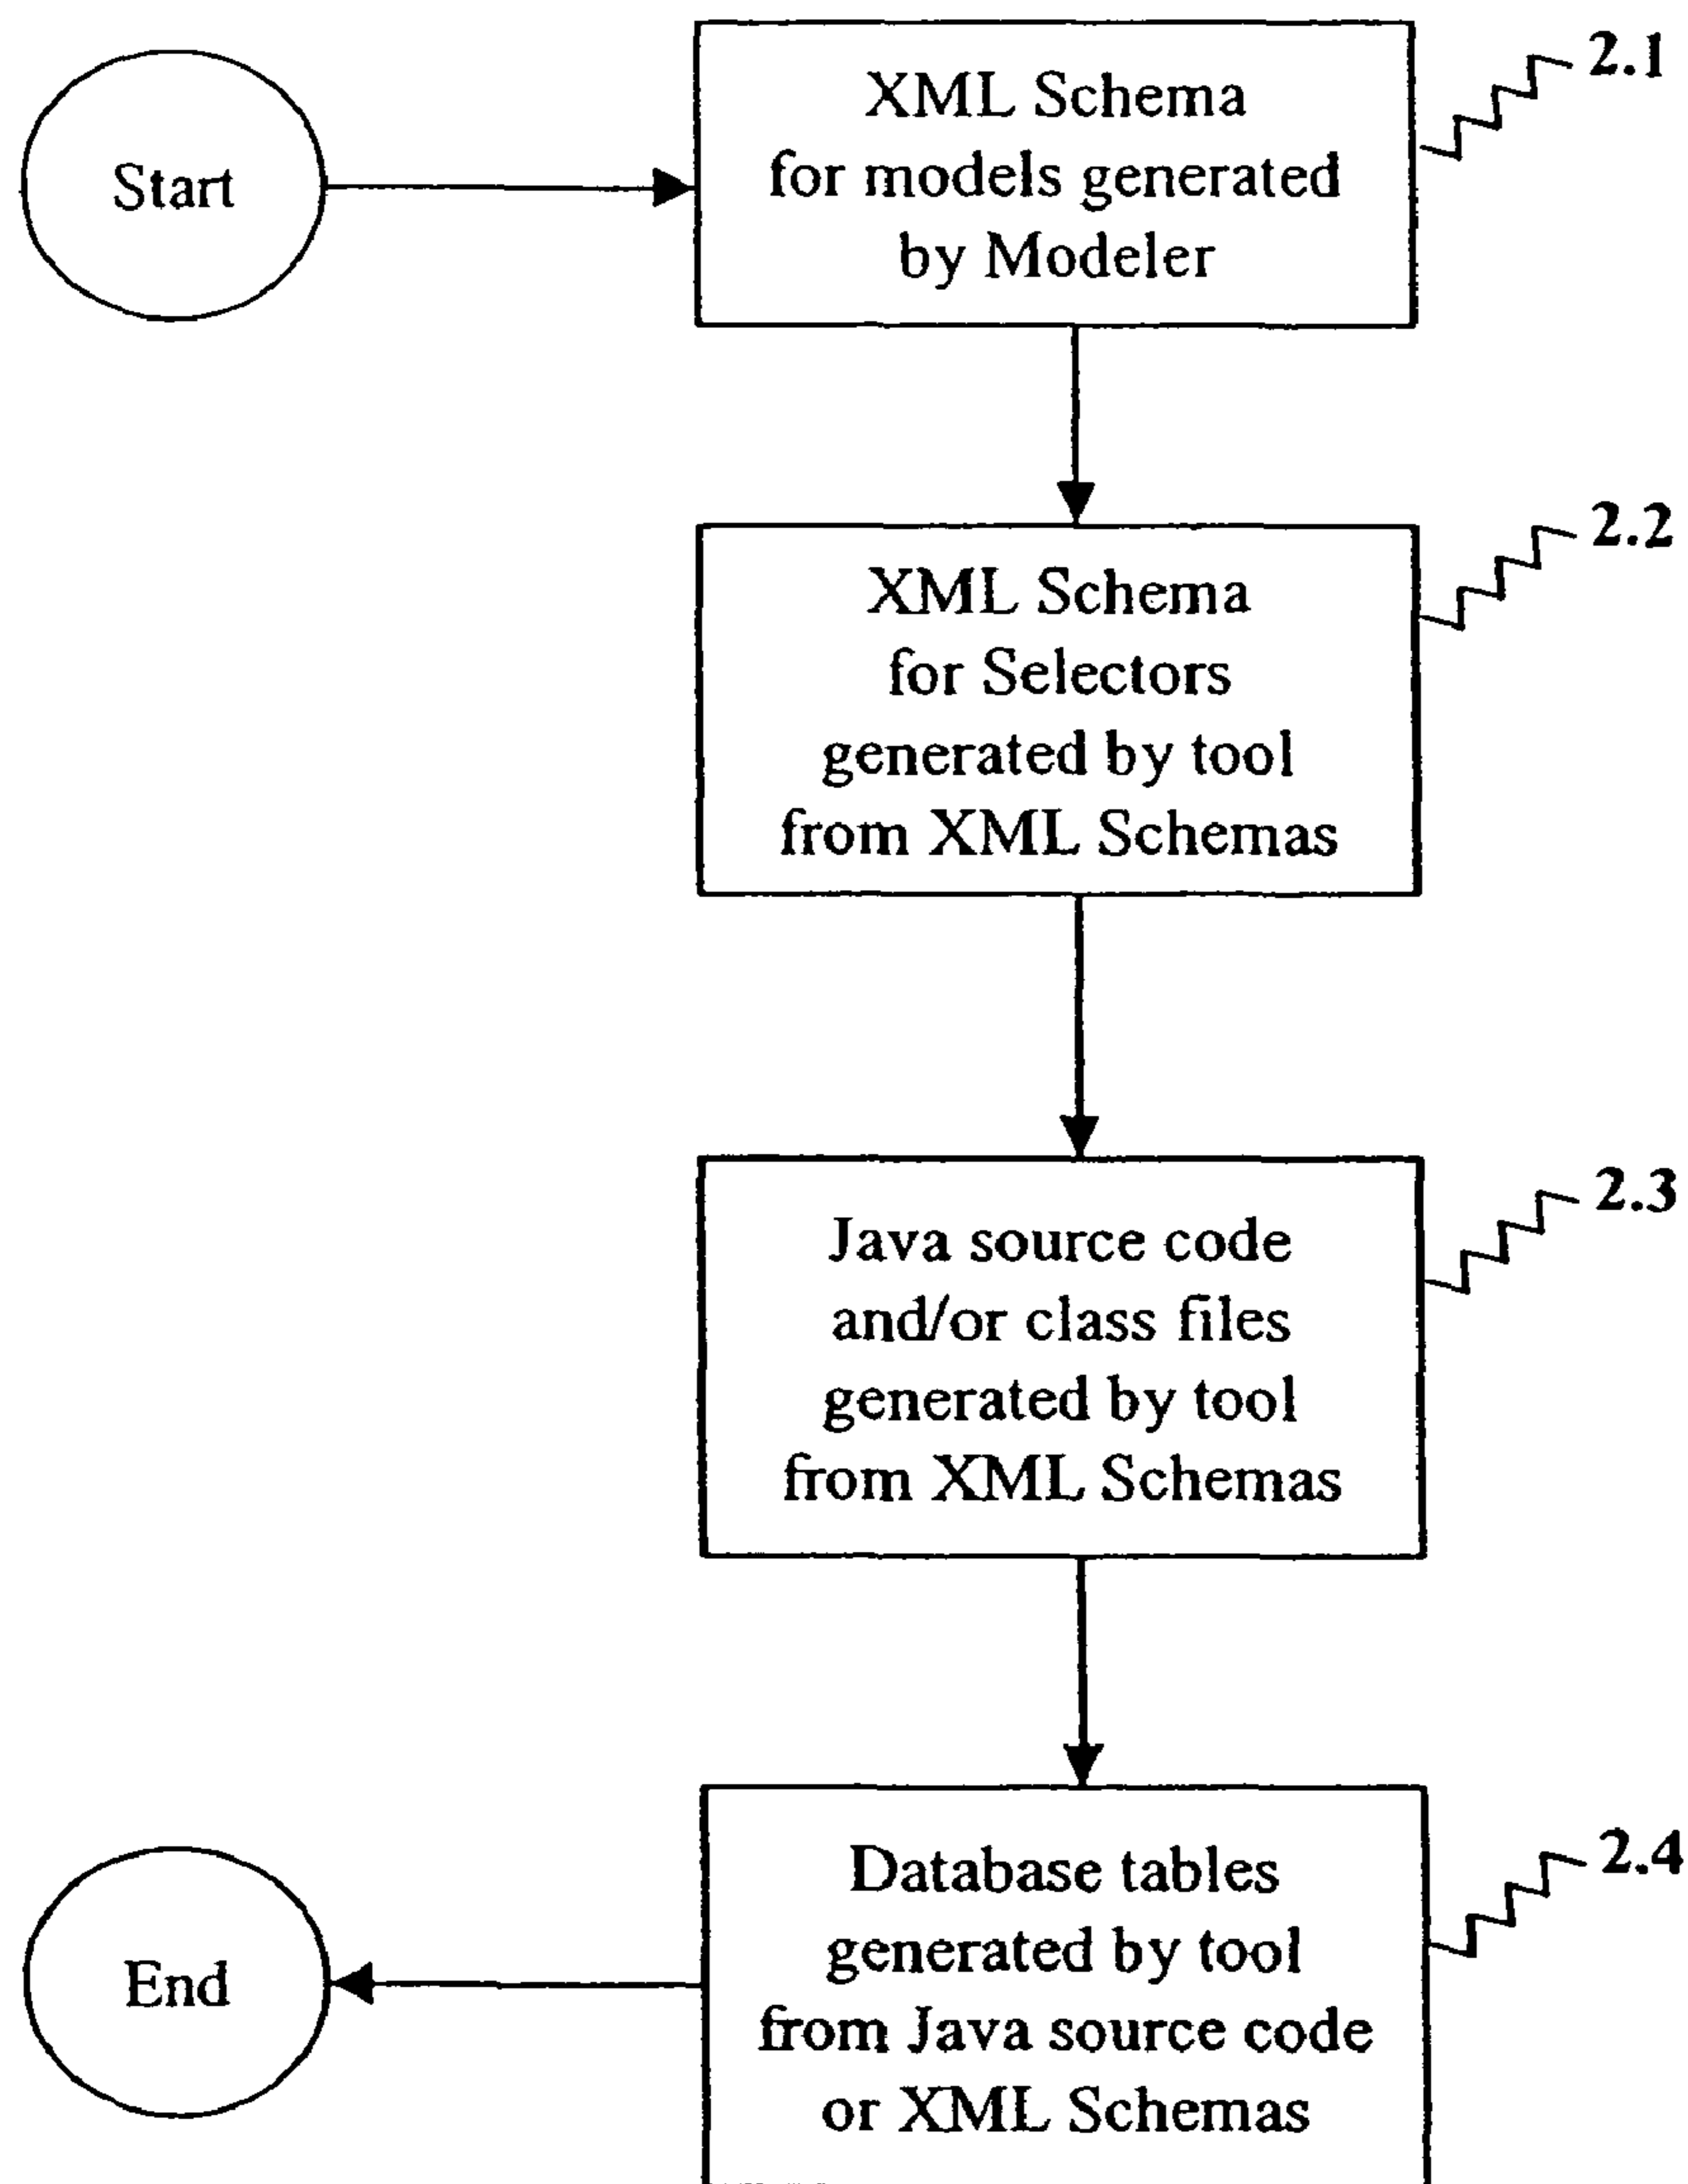 Start
XML Schema
for models generated
by Modeler
2.1
XML Schema
for Selectors
generated by tool
from XML Schemas
2.2
Java source code
and/or class files
generated by tool
from XML Schemas
2.3
Database tables
generated by tool
from Java source code
or XML Schemas
2.4
End